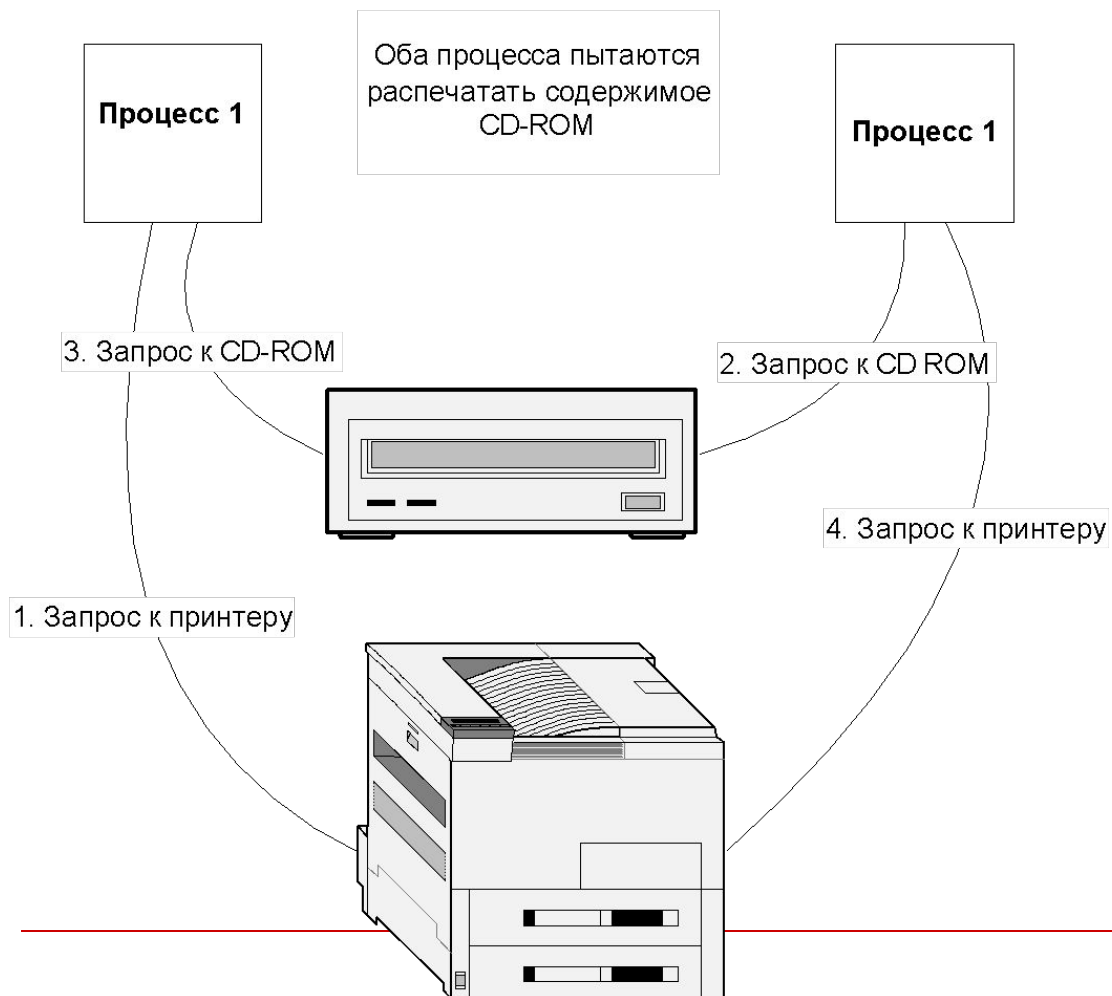 Оба процесса пытаются
распечатать содержимое
CD-ROM
Процесс 1
Процесс 1
3. Запрос к CD-ROM
2. Запрос к CD ROM
4. Запрос к принтеру
1. Запрос к принтеру